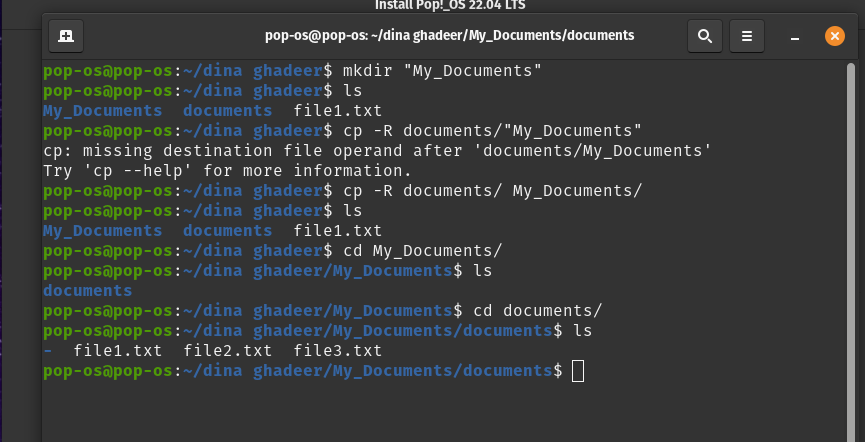 Install Pop!_OS 22.04 LTS
pop-os@pop-os: ~/dina ghadeer/My_Documents/documents
pop-os@pop-os:~/dina ghadeer$ mkdir "My_Documents"
pop-os@pop-os:~/dina ghadeer$ ls
My_Documents  documents  file1.txt
pop-os@pop-os:~/dina ghadeer$ cp -R documents/"My_Documents"
cp: missing destination file operand after 'documents/My_Documents'
Try 'cp --help' for more information.
pop-os@pop-os:~/dina ghadeer$ cp -R documents/ My_Documents/
pop-os@pop-os:~/dina ghadeer$ ls
My_Documents  documents  file1.txt
pop-os@pop-os:~/dina ghadeer$ cd My_Documents/
pop-os@pop-os:~/dina ghadeer/My_Documents$ ls
documents
pop-os@pop-os:~/dina ghadeer/My_Documents$ cd documents/
pop-os@pop-os:~/dina ghadeer/My_Documents/documents$ ls
-  file1.txt  file2.txt  file3.txt
pop-os@pop-os:~/dina ghadeer/My_Documents/documents$